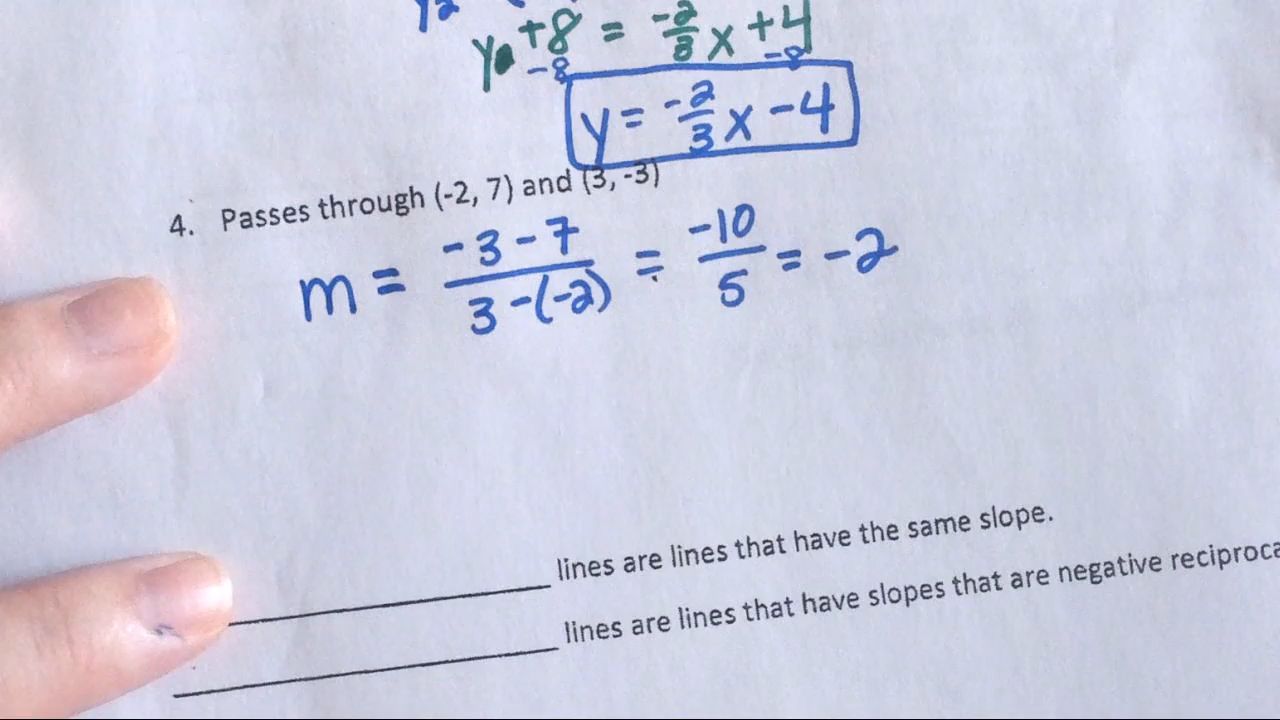 y2
y +8 = -2/3 x +4
-8 -8
y = -2/3 x - 4
4. Passes through (-2, 7) and (3, -3)
m = -3 - 7 / 3 - (-2) = -10/5 = -2
lines are lines that have the same slope.
lines are lines that have slopes that are negative reciproca